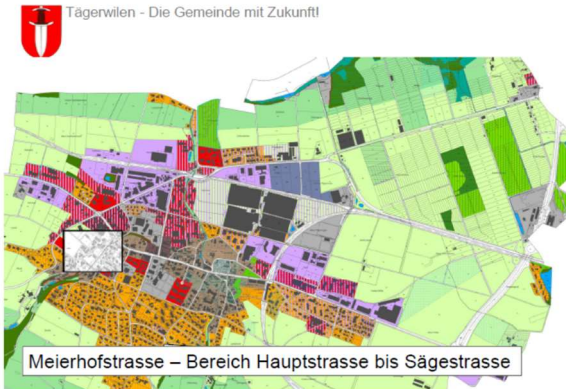 Tägerwilen - Die Gemeinde mit Zukunft!
Meierhofstrasse – Bereich Hauptstrasse bis Sägestrasse